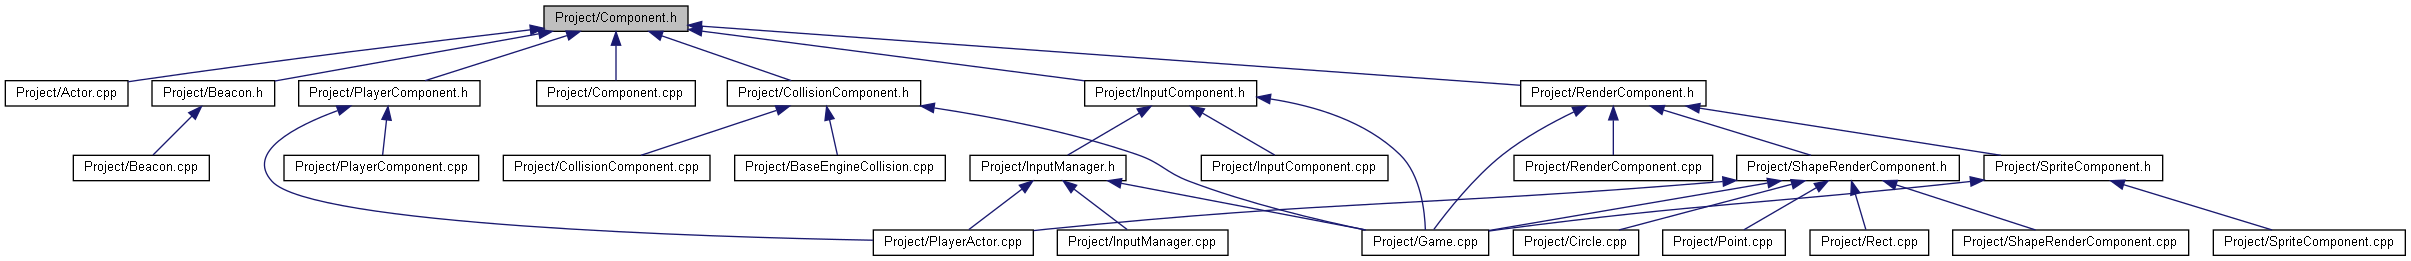 Project/Component.h
Project/Actor.cpp
Project/Beacon.h
Project/PlayerComponent.h
Project/Component.cpp
Project/CollisionComponent.h
Project/InputComponent.h
Project/RenderComponent.h
Project/Beacon.cpp
Project/PlayerComponent.cpp
Project/CollisionComponent.cpp
Project/BaseEngineCollision.cpp
Project/InputManager.h
Project/InputComponent.cpp
Project/RenderComponent.cpp
Project/ShapeRenderComponent.h
Project/SpriteComponent.h
Project/PlayerActor.cpp
Project/InputManager.cpp
Project/Game.cpp
Project/Circle.cpp
Project/Point.cpp
Project/Rect.cpp
Project/ShapeRenderComponent.cpp
Project/SpriteComponent.cpp